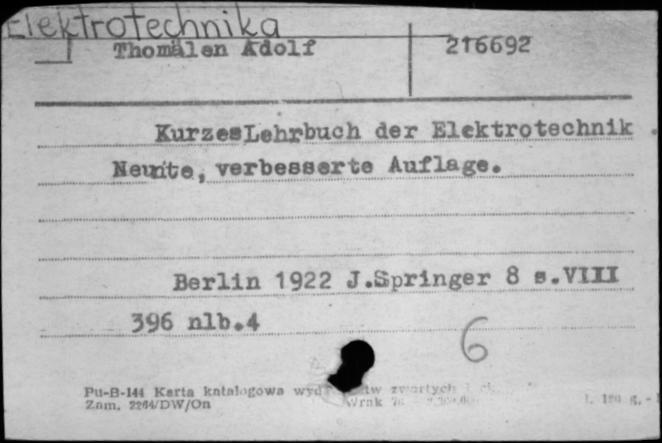 Elektrotechnika
Thomälen Adolf 216692
Kurzes Lehrbuch der Elektrotechnik.
Neunte, verbesserte Auflage.
Berlin 1922 J.Springer 8 s.VIII
396 nlb.4
6
Pu-B-144 Karta katalogowa zwartych
Zam. 2264/DW/On